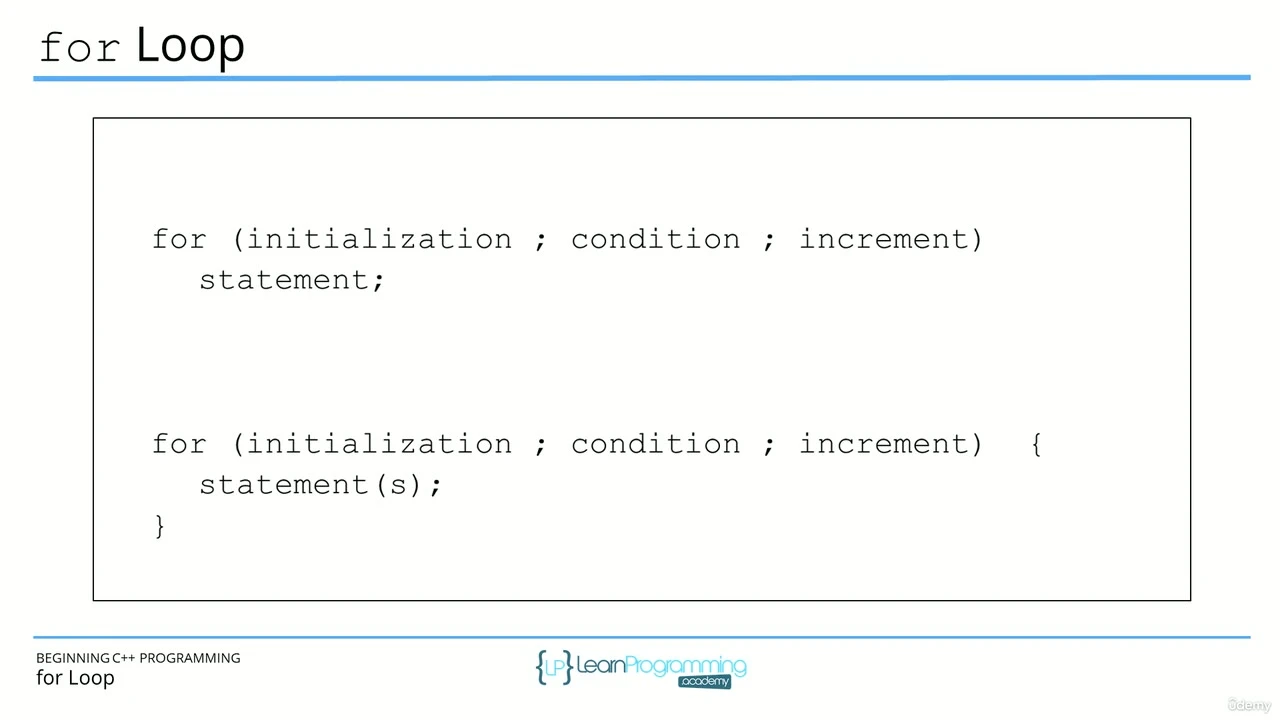 for Loop
for (initialization ; condition ; increment)
statement;
for (initialization ; condition ; increment) {
statement(s);
}
BEGINNING C++ PROGRAMMING
for Loop
{LP} LearnProgramming
.academy
ûdemy